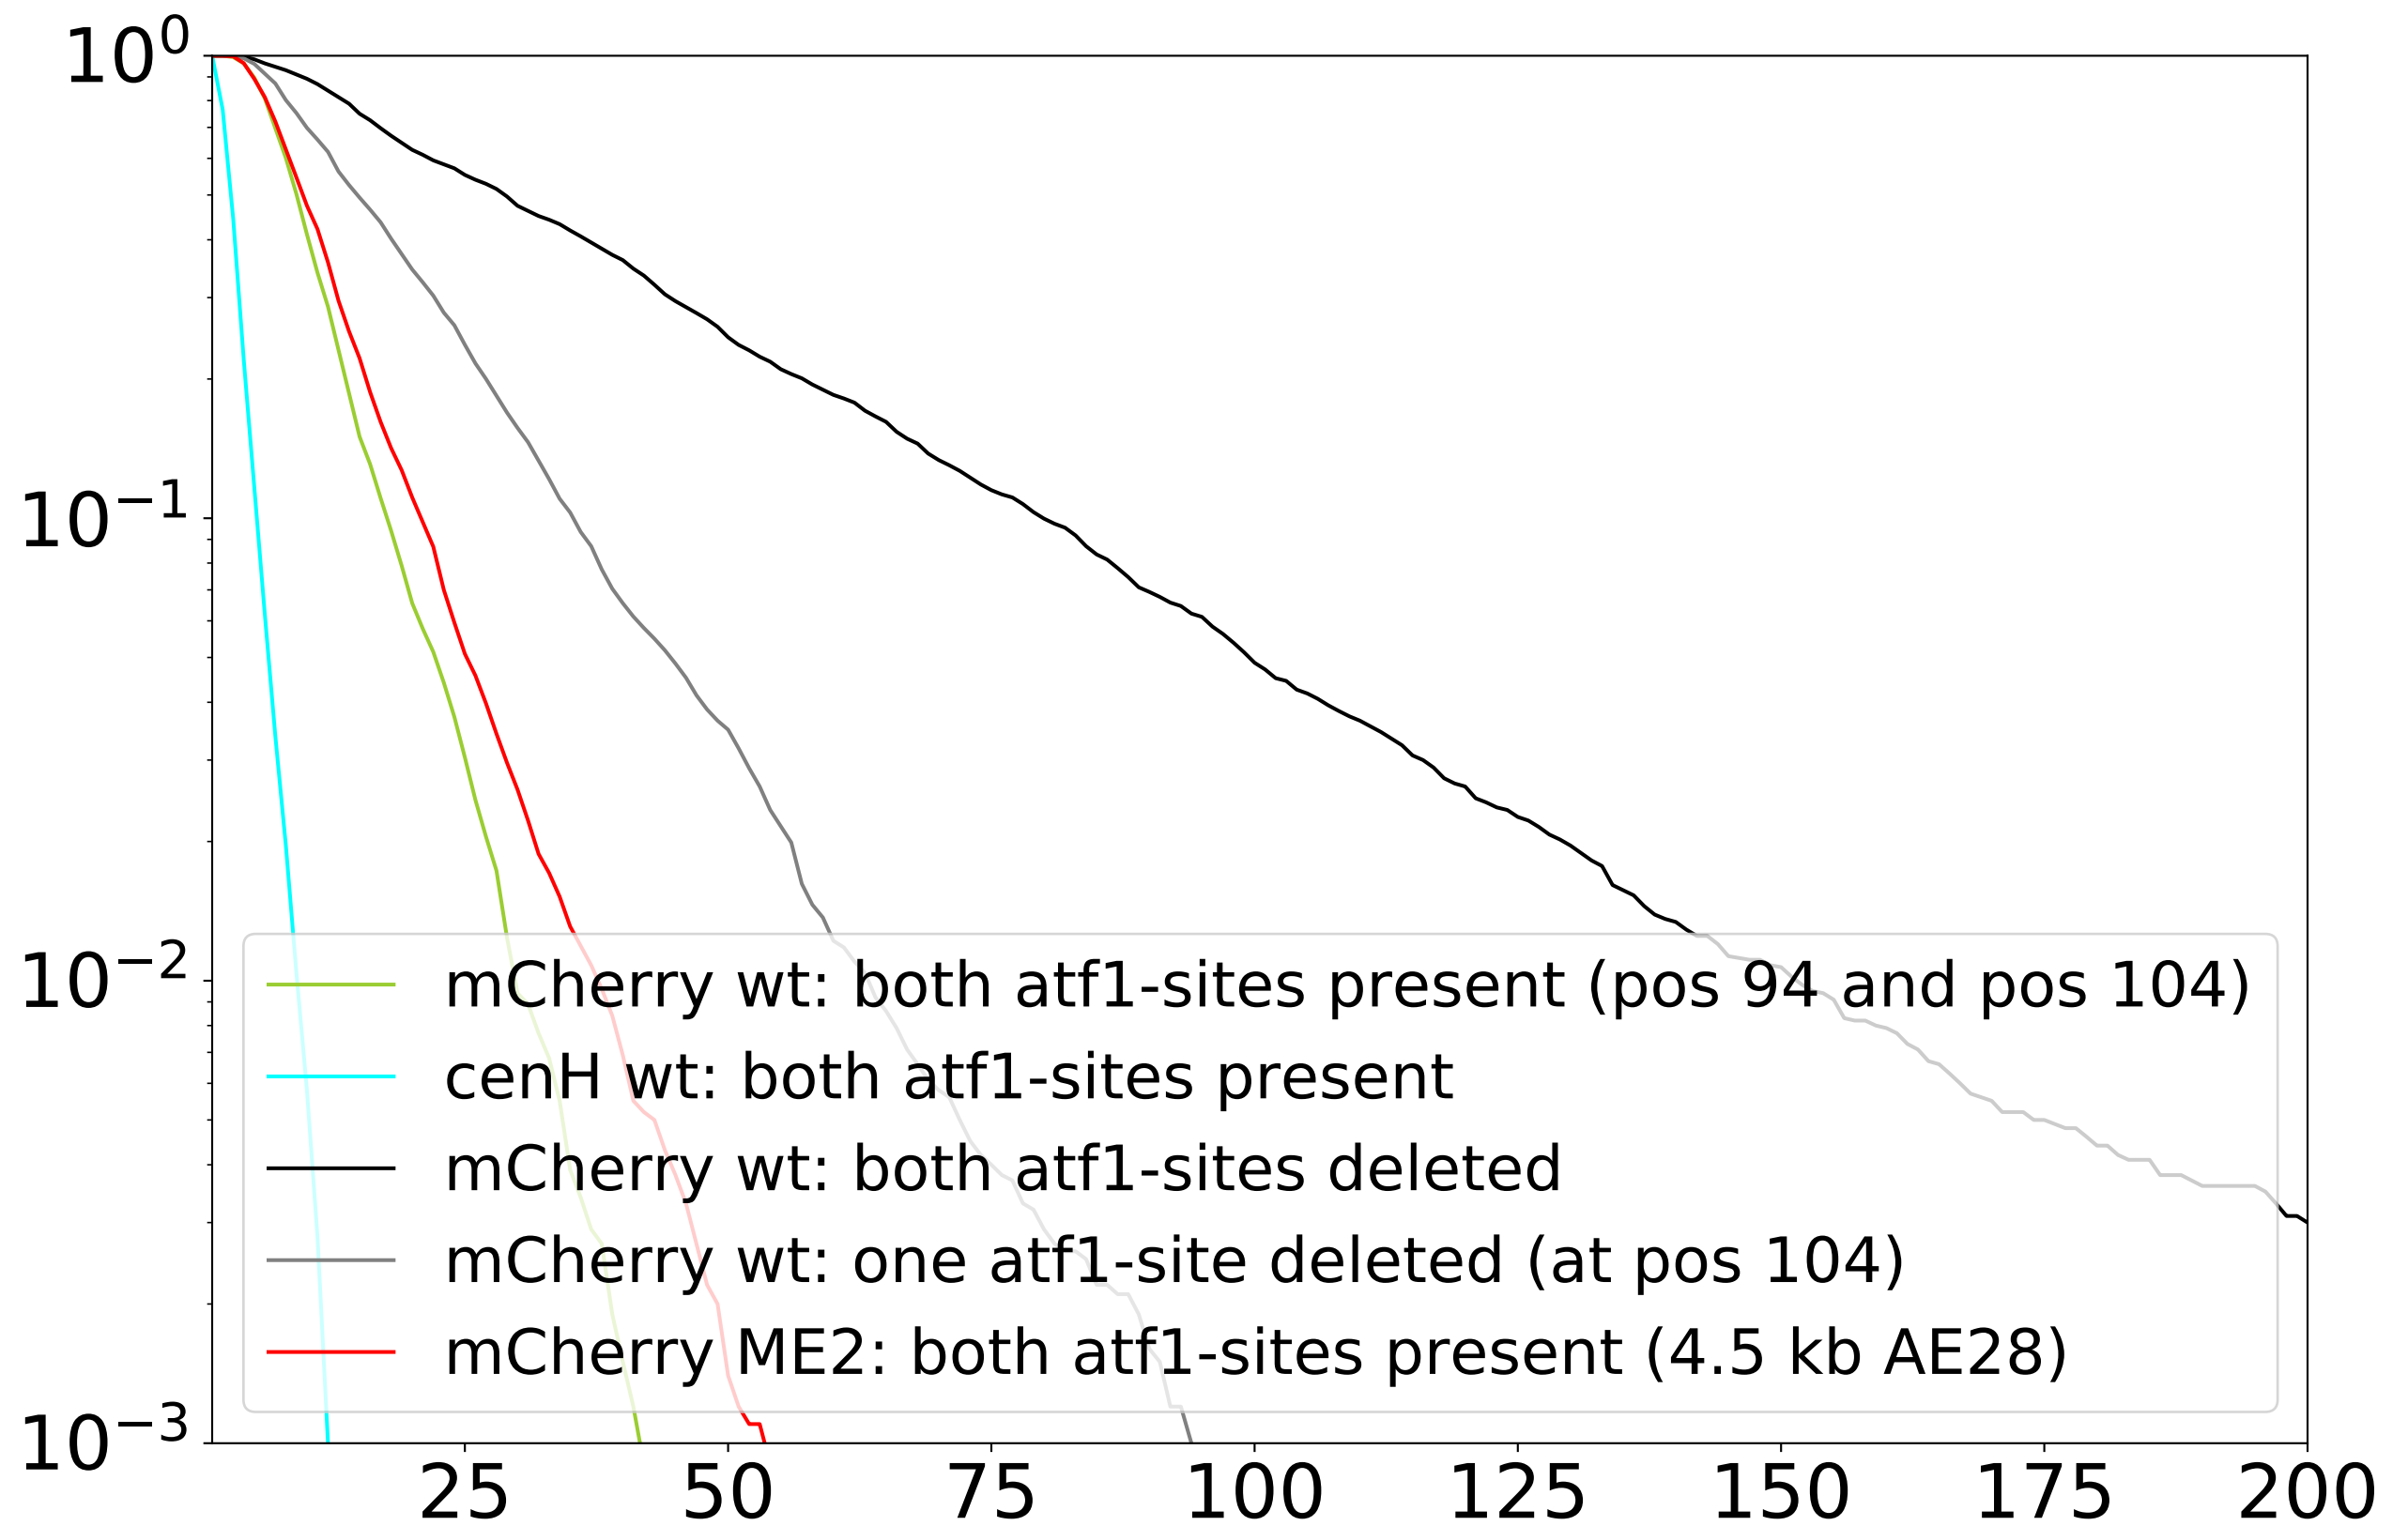 10⁰
10⁻¹
10⁻²
10⁻³
mCherry wt: both atf1-sites present (pos 94 and pos 104)
cenH wt: both atf1-sites present
mCherry wt: both atf1-sites deleted
mCherry wt: one atf1-site deleted (at pos 104)
mCherry ME2: both atf1-sites present (4.5 kb AE28)
25 50 75 100 125 150 175 200